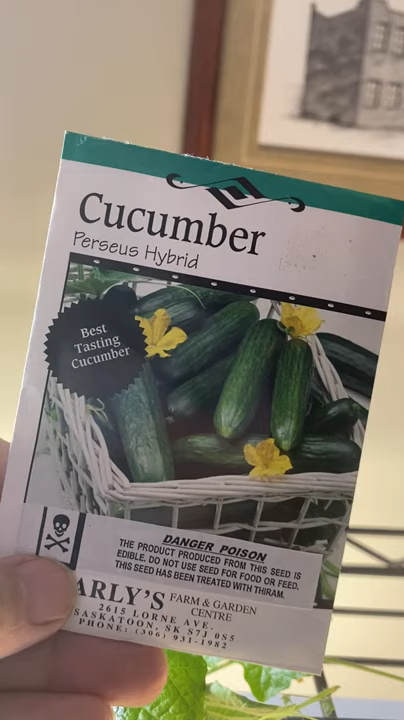 Cucumber
Perseus Hybrid
Best
Tasting
Cucumber
DANGER POISON
THE PRODUCT PRODUCED FROM THIS SEED IS
EDIBLE. DO NOT USE SEED FOR FOOD OR FEED.
THIS SEED HAS BEEN TREATED WITH THIRAM.
ARLY'S FARM & GARDEN
CENTRE
2615 LORNE AVE.
SASKATOON, SK S7J 0S5
PHONE: (306) 931-1982